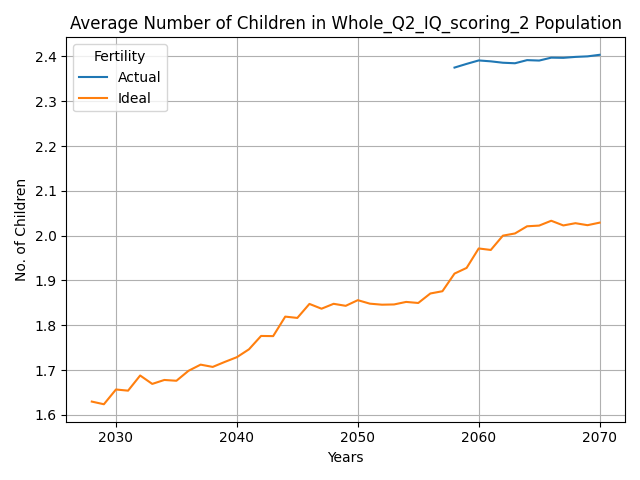 Average Number of Children in Whole_Q2_IQ_scoring_2 Population
Fertility
Actual
Ideal
2.4
2.3
2.2
2.1
2.0
1.9
1.8
1.7
1.6
No. of Children
2030 2040 2050 2060 2070
Years